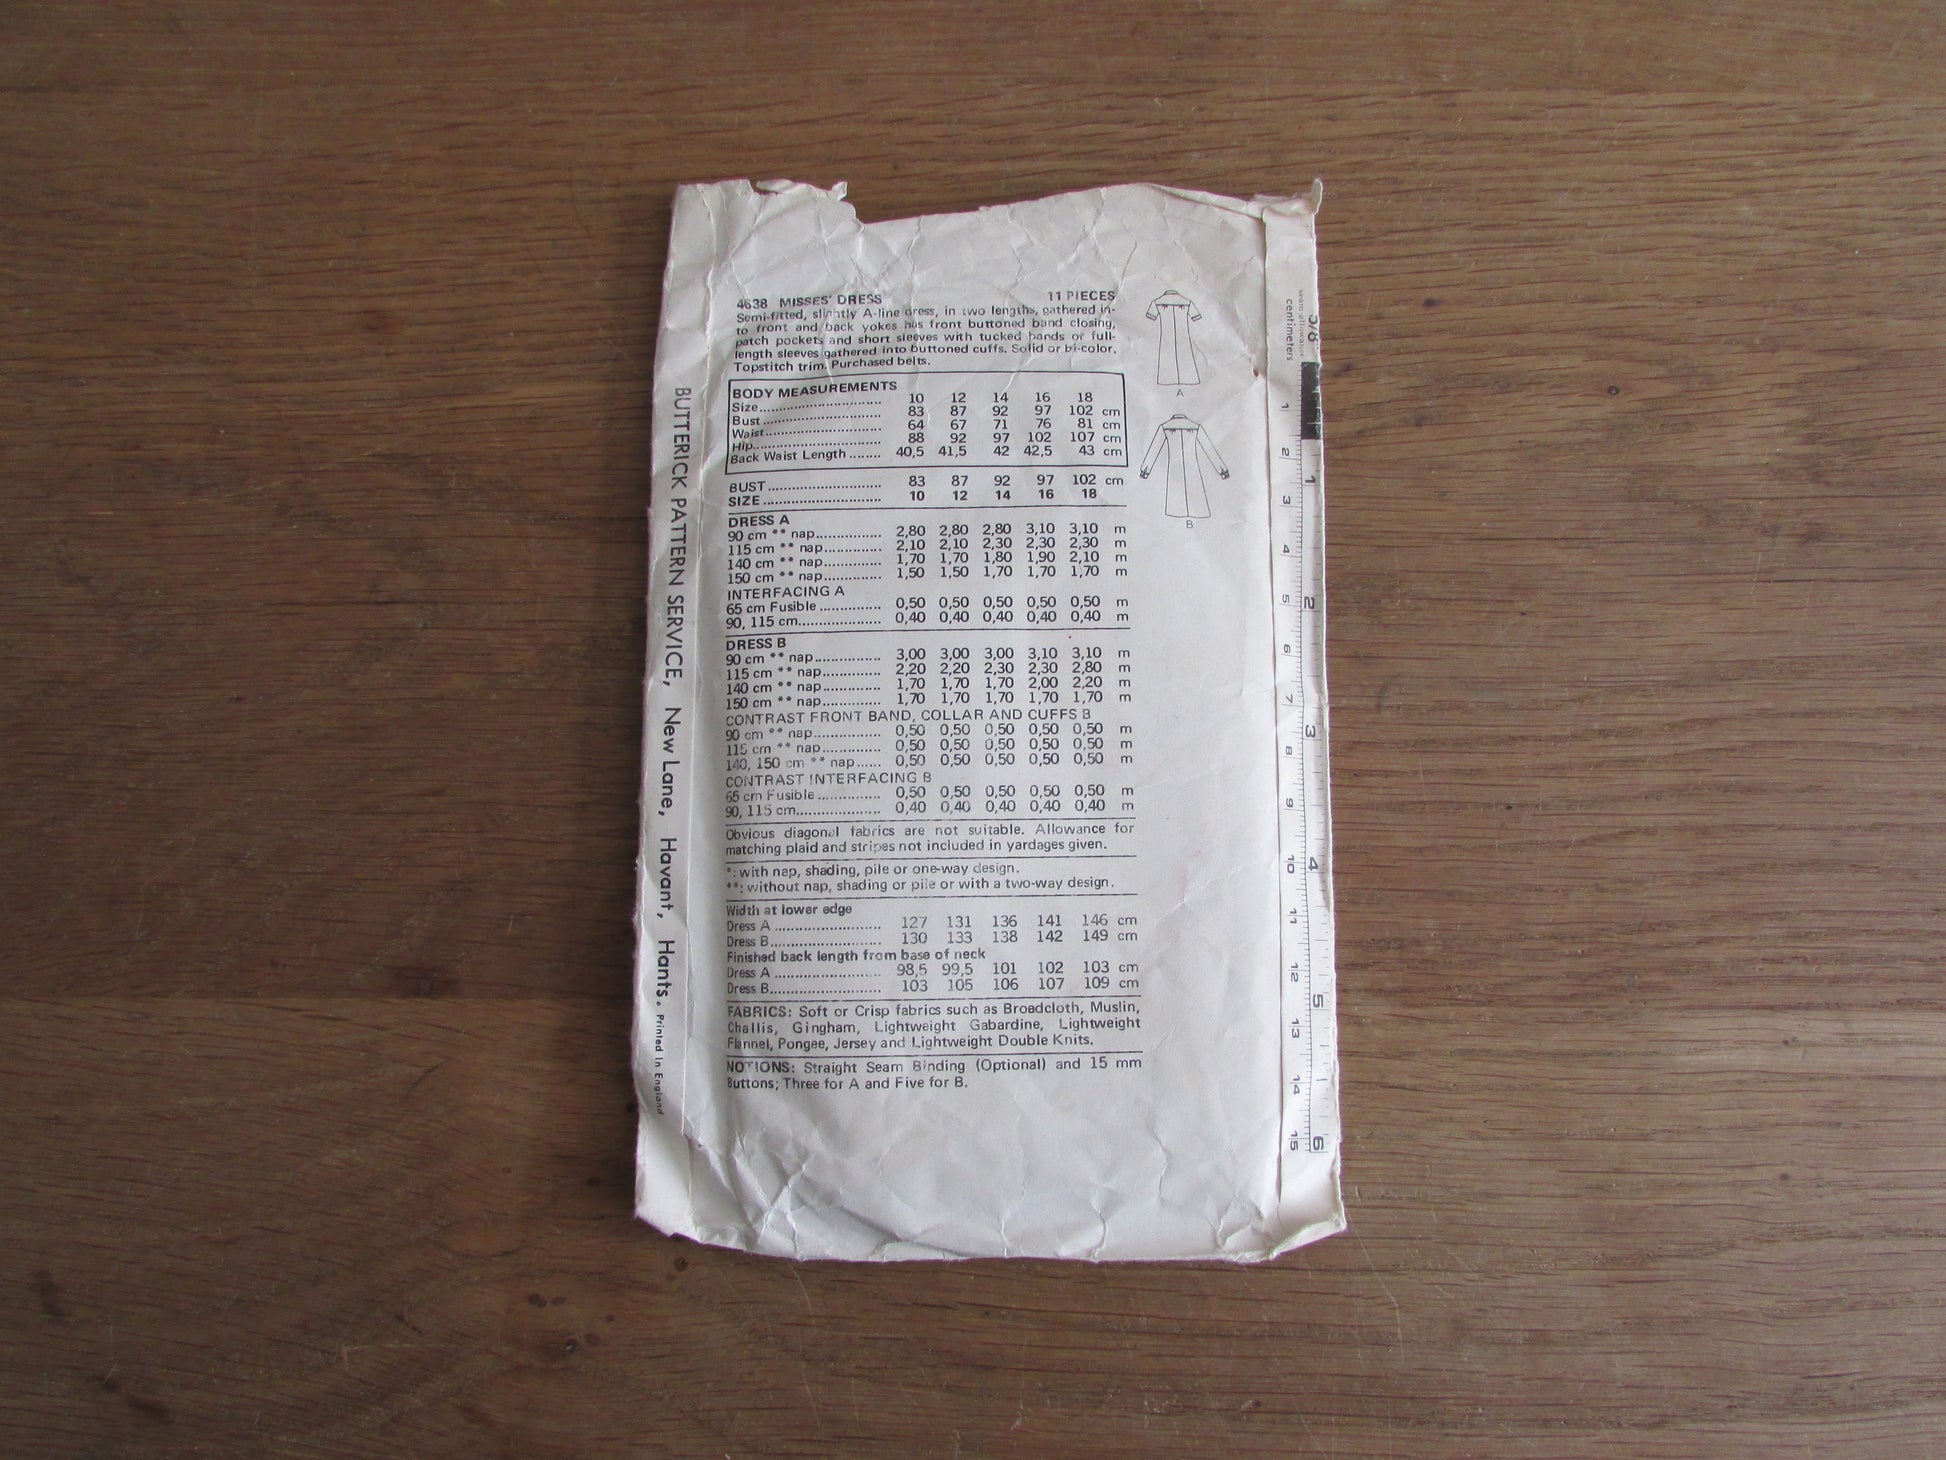 4638 MISSES' DRESS 11 PIECES
Semi-fitted, slightly A-line dress, in two lengths, gathered in-
to front and back yokes has front buttoned band closing,
patch pockets and short sleeves with tucked bands or full-
length sleeves gathered into buttoned cuffs. Solid or bi-color.
Topstitch trim. Purchased belts.
BODY MEASUREMENTS
Size 10 12 14 16 18
Bust 83 87 92 97 102 cm
Waist 64 67 71 76 81 cm
Hip 88 92 97 102 107 cm
Back Waist Length 40,5 41,5 42 42,5 43 cm
BUST 83 87 92 97 102 cm
SIZE 10 12 14 16 18
DRESS A
90 cm ** nap 2,80 2,80 2,80 3,10 3,10 m
115 cm ** nap 2,10 2,10 2,30 2,30 2,30 m
140 cm ** nap 1,70 1,70 1,80 1,90 2,10 m
150 cm ** nap 1,50 1,50 1,70 1,70 1,70 m
INTERFACING A
65 cm Fusible 0,50 0,50 0,50 0,50 0,50 m
90, 115 cm 0,40 0,40 0,40 0,40 0,40 m
DRESS B
90 cm ** nap 3,00 3,00 3,00 3,10 3,10 m
115 cm ** nap 2,20 2,20 2,30 2,30 2,80 m
140 cm ** nap 1,70 1,70 1,70 2,00 2,20 m
150 cm ** nap 1,70 1,70 1,70 1,70 1,70 m
CONTRAST FRONT BAND, COLLAR AND CUFFS B
90 cm ** nap 0,50 0,50 0,50 0,50 0,50 m
115 cm ** nap 0,50 0,50 0,50 0,50 0,50 m
140, 150 cm ** nap 0,50 0,50 0,50 0,50 0,50 m
CONTRAST INTERFACING B
65 cm Fusible 0,50 0,50 0,50 0,50 0,50 m
90, 115 cm 0,40 0,40 0,40 0,40 0,40 m
Obvious diagonal fabrics are not suitable. Allowance for
matching plaid and stripes not included in yardages given.
*: with nap, shading, pile or one-way design.
**: without nap, shading or pile or with a two-way design.
Width at lower edge
Dress A 127 131 136 141 146 cm
Dress B 130 133 138 142 149 cm
Finished back length from base of neck
Dress A 98,5 99,5 101 102 103 cm
Dress B 103 105 106 107 109 cm
FABRICS: Soft or Crisp fabrics such as Broadcloth, Muslin,
Challis, Gingham, Lightweight Gabardine, Lightweight
Flannel, Pongee, Jersey and Lightweight Double Knits.
NOTIONS: Straight Seam Binding (Optional) and 15 mm
Buttons; Three for A and Five for B.
A
B
BUTTERICK PATTERN SERVICE, New Lane, Havant, Hants. Printed in England
5/8
seam allowance
centimeters
1 2 3 4 5 6 7 8 9 10 11 12 13 14 15
1 2 3 4 5 6